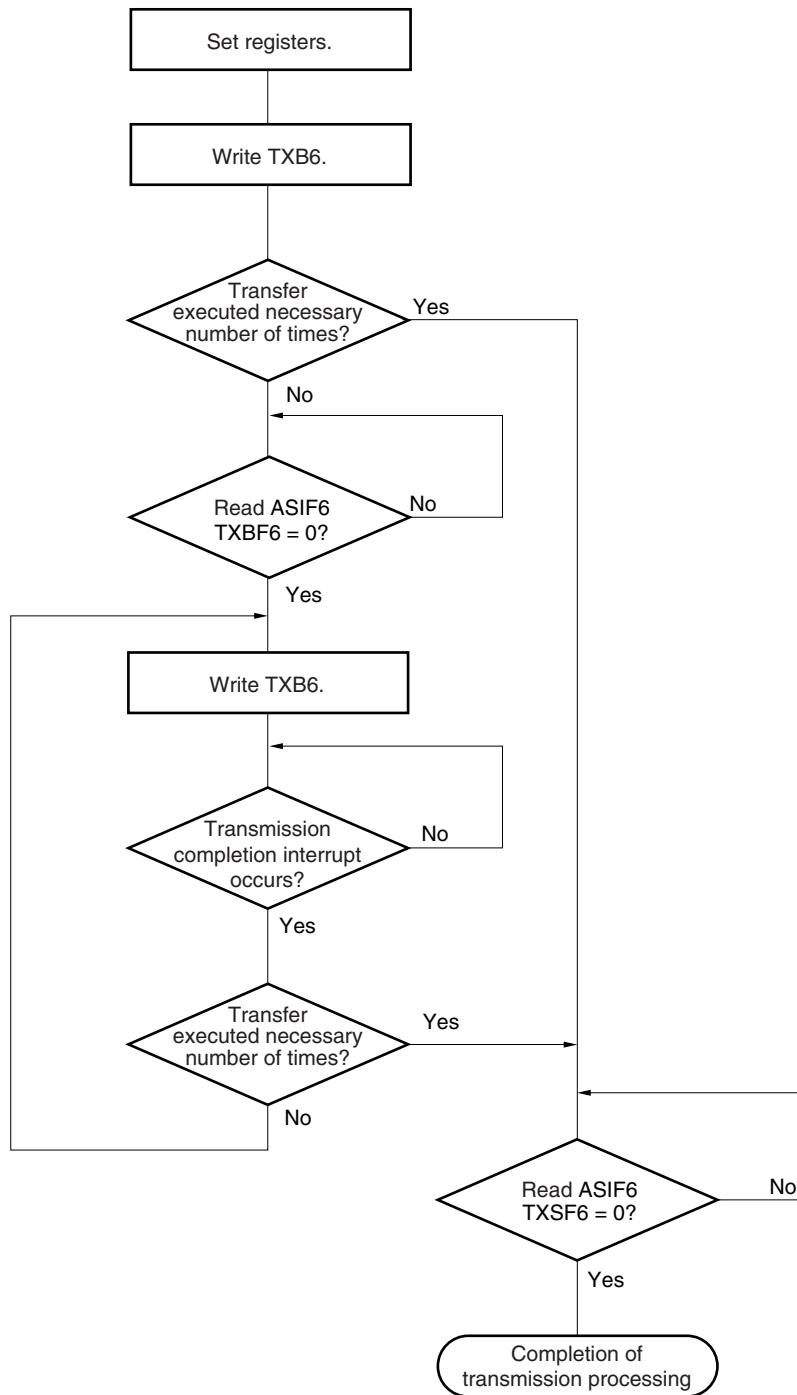 Set registers.
Write TXB6.
Transfer
executed necessary
number of times?
Yes
No
Read ASIF6
TXBF6 = 0?
No
Yes
Write TXB6.
Transmission
completion interrupt
occurs?
No
Yes
Transfer
executed necessary
number of times?
Yes
No
Read ASIF6
TXSF6 = 0?
No
Yes
Completion of
transmission processing